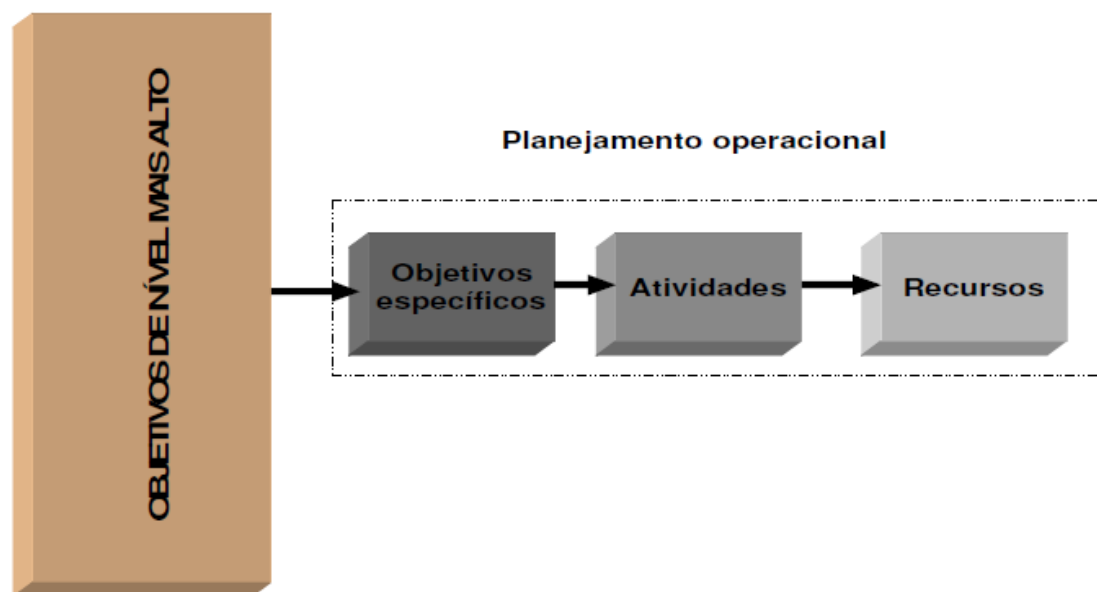 OBJETIVOS DE NÍVEL MAIS ALTO
Planejamento operacional
Objetivos
específicos
Atividades
Recursos